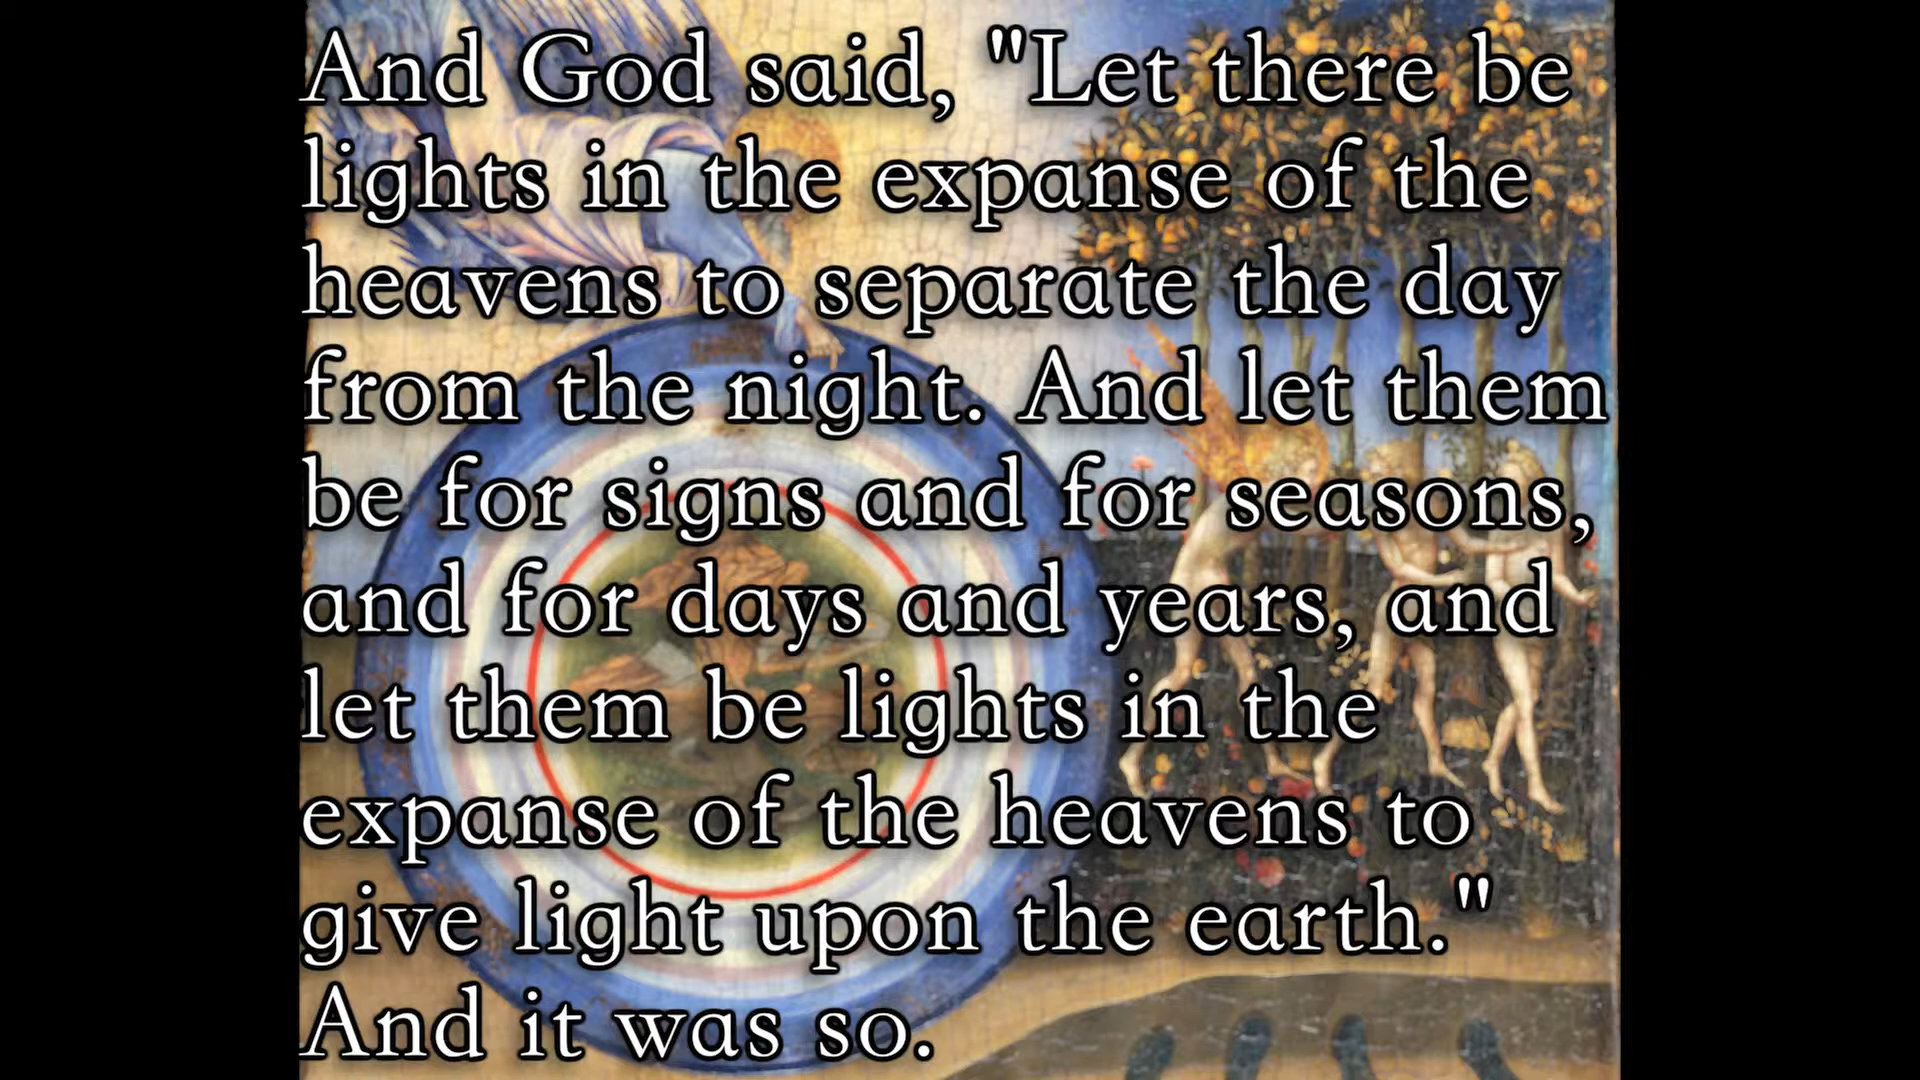 And God said, "Let there be
lights in the expanse of the
heavens to separate the day
from the night. And let them
be for signs and for seasons,
and for days and years, and
let them be lights in the
expanse of the heavens to
give light upon the earth."
And it was so.